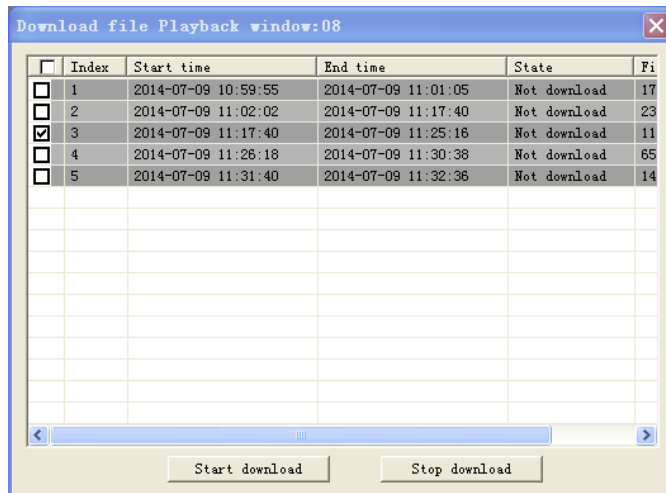 Download file Playback window:08
Index Start time End time State Fi
1 2014-07-09 10:59:55 2014-07-09 11:01:05 Not download 17
2 2014-07-09 11:02:02 2014-07-09 11:17:40 Not download 23
3 2014-07-09 11:17:40 2014-07-09 11:25:16 Not download 11
4 2014-07-09 11:26:18 2014-07-09 11:30:38 Not download 65
5 2014-07-09 11:31:40 2014-07-09 11:32:36 Not download 14
Start download Stop download